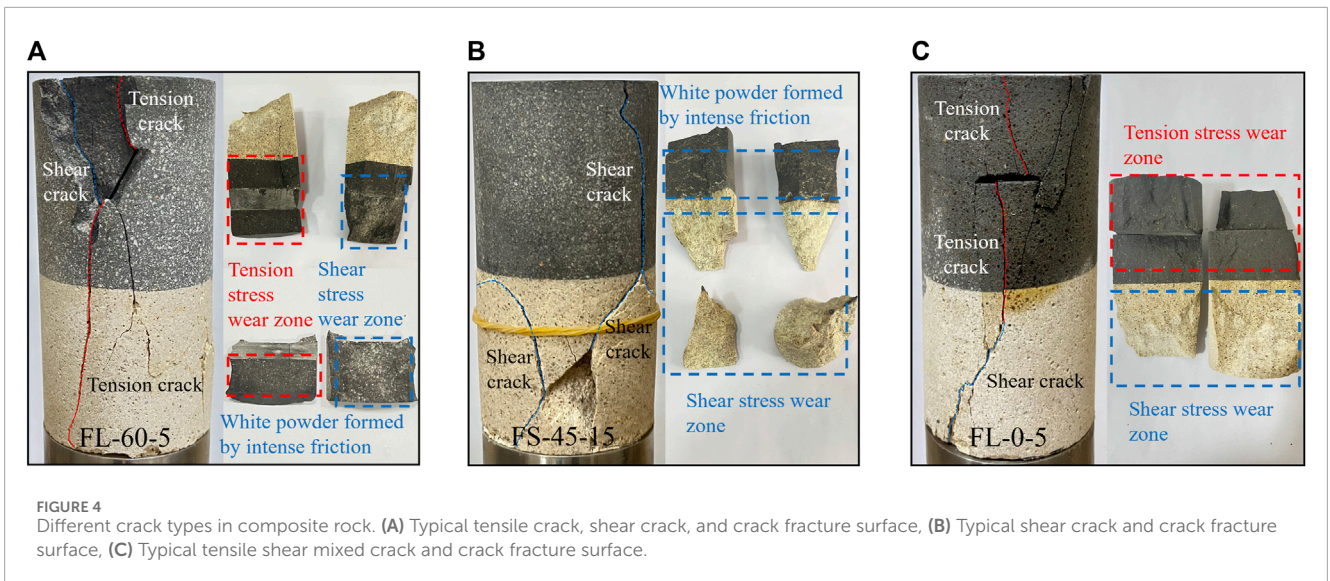 A
Tension
crack
Shear
crack
Tension crack
FL-60-5
Tension
stress
wear zone
Shear
stress
wear zone
White powder formed
by intense friction
B
White powder formed
by intense friction
Shear
crack
Shear
crack
Shear
crack
FS-45-15
Shear stress wear
zone
C
Tension
crack
Tension
crack
Shear crack
FL-0-5
Tension stress wear
zone
Shear stress wear
zone
FIGURE 4
Different crack types in composite rock. (A) Typical tensile crack, shear crack, and crack fracture surface, (B) Typical shear crack and crack fracture
surface, (C) Typical tensile shear mixed crack and crack fracture surface.